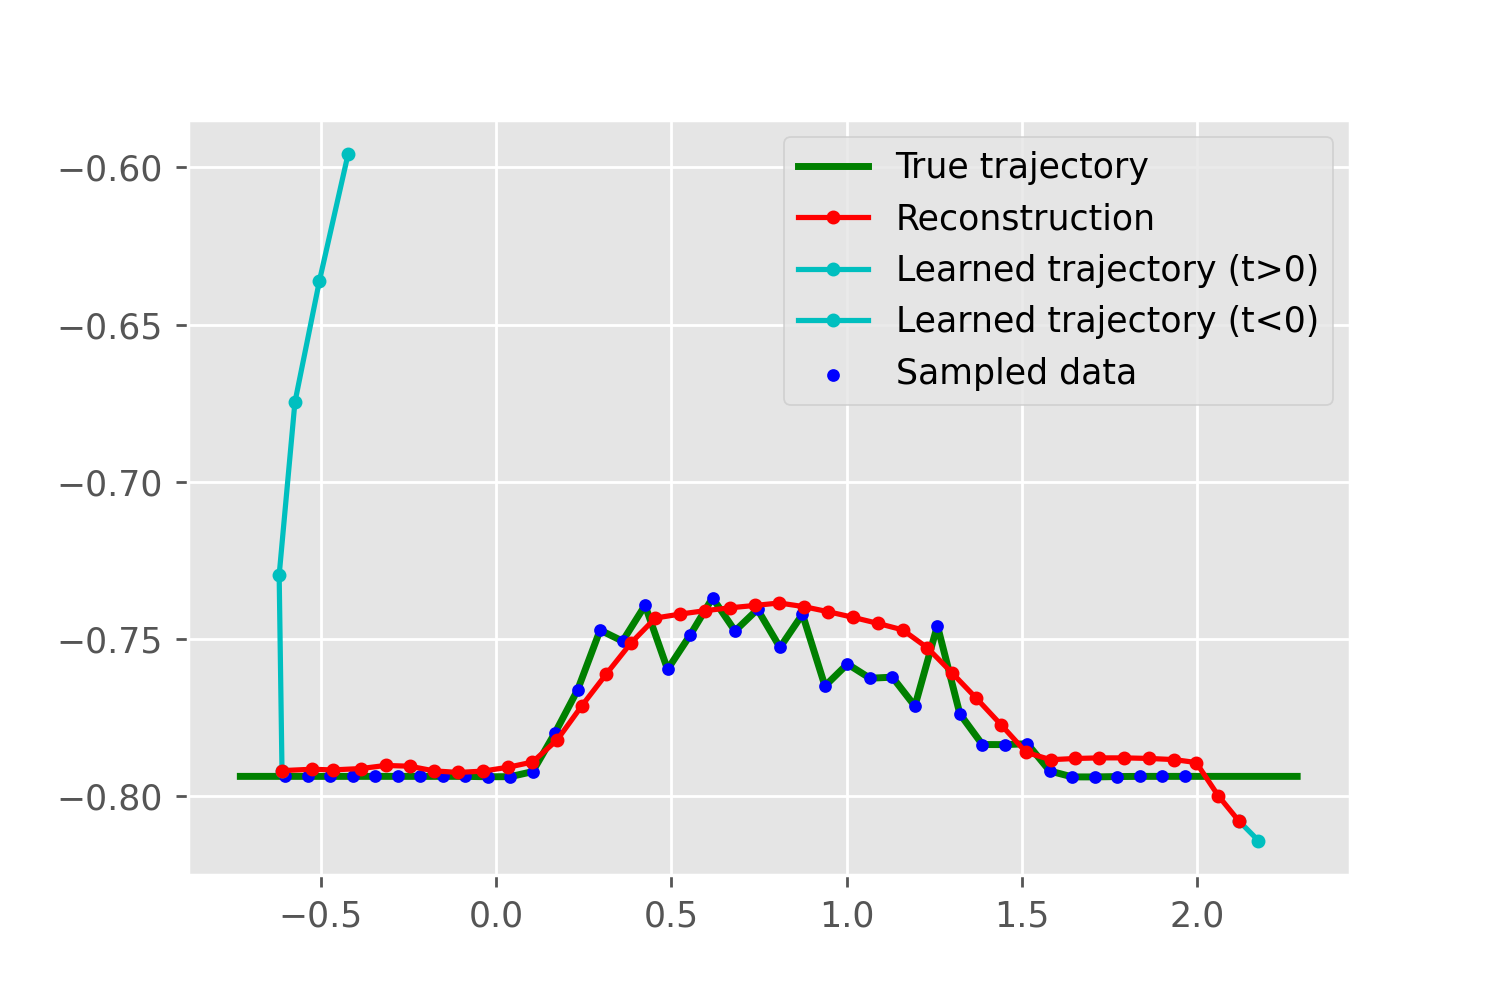 −0.60
−0.65
−0.70
−0.75
−0.80
True trajectory
Reconstruction
Learned trajectory (t>0)
Learned trajectory (t<0)
Sampled data
−0.5 0.0 0.5 1.0 1.5 2.0